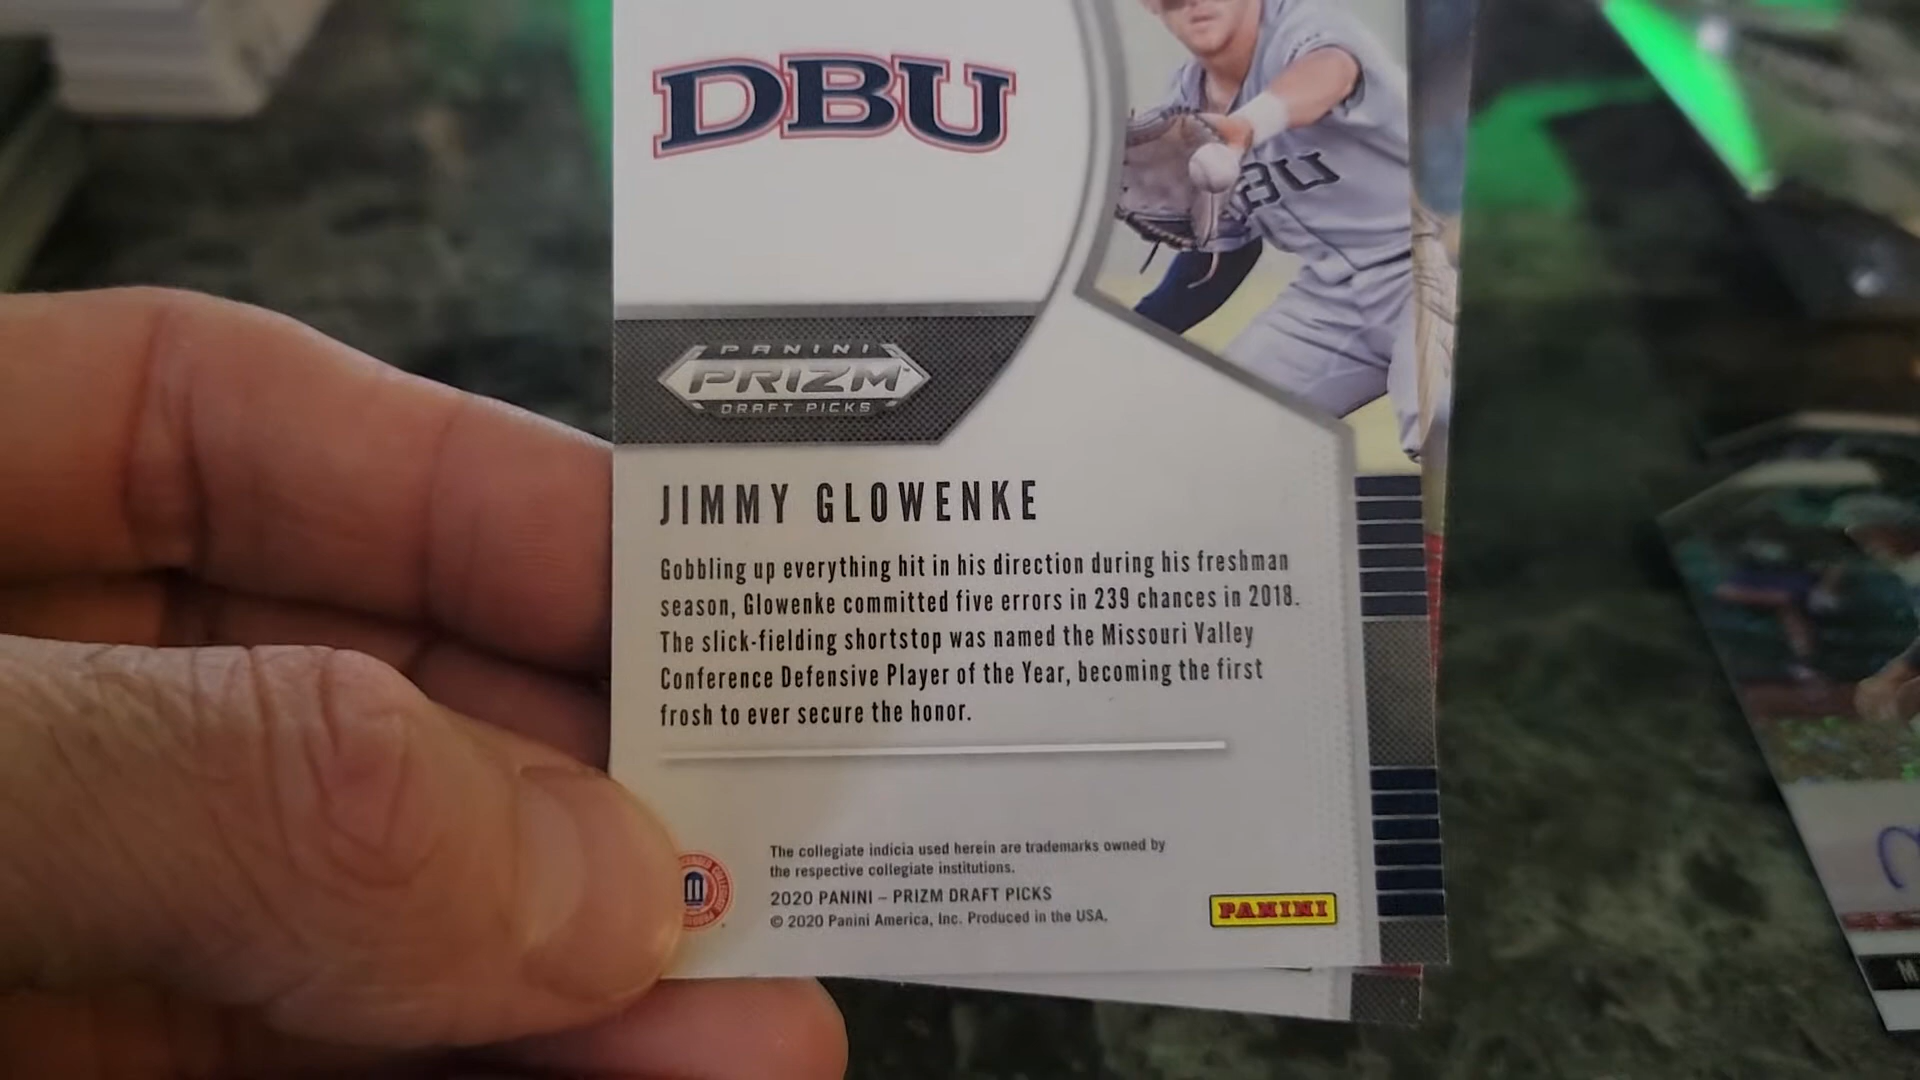 DBU
BU
PANINI
PRIZM
DRAFT PICKS
JIMMY GLOWENKE
Gobbling up everything hit in his direction during his freshman
season, Glowenke committed five errors in 239 chances in 2018.
The slick-fielding shortstop was named the Missouri Valley
Conference Defensive Player of the Year, becoming the first
frosh to ever secure the honor.
The collegiate indicia used herein are trademarks owned by
the respective collegiate institutions.
2020 PANINI – PRIZM DRAFT PICKS
© 2020 Panini America, Inc. Produced in the USA.
PANINI